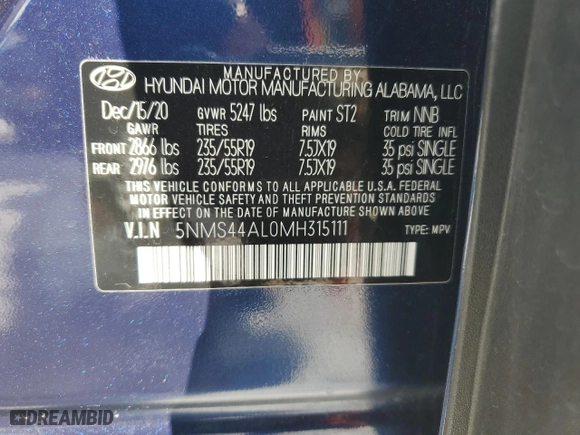 MANUFACTURED BY
HYUNDAI MOTOR MANUFACTURING ALABAMA, LLC
Dec/15/20 GVWR 5247 lbs PAINT ST2 TRIM NNB
GAWR TIRES RIMS COLD TIRE INFL
FRONT 2866 lbs 235/55R19 7.5JX19 35 psi SINGLE
REAR 2976 lbs 235/55R19 7.5JX19 35 psi SINGLE
THIS VEHICLE CONFORMS TO ALL APPLICABLE U.S.A. FEDERAL
MOTOR VEHICLE SAFETY AND THEFT PREVENTION STANDARDS
IN EFFECT ON THE DATE OF MANUFACTURE SHOWN ABOVE.
V.I.N 5NMS44AL0MH315111 TYPE: MPV
DREAMBID